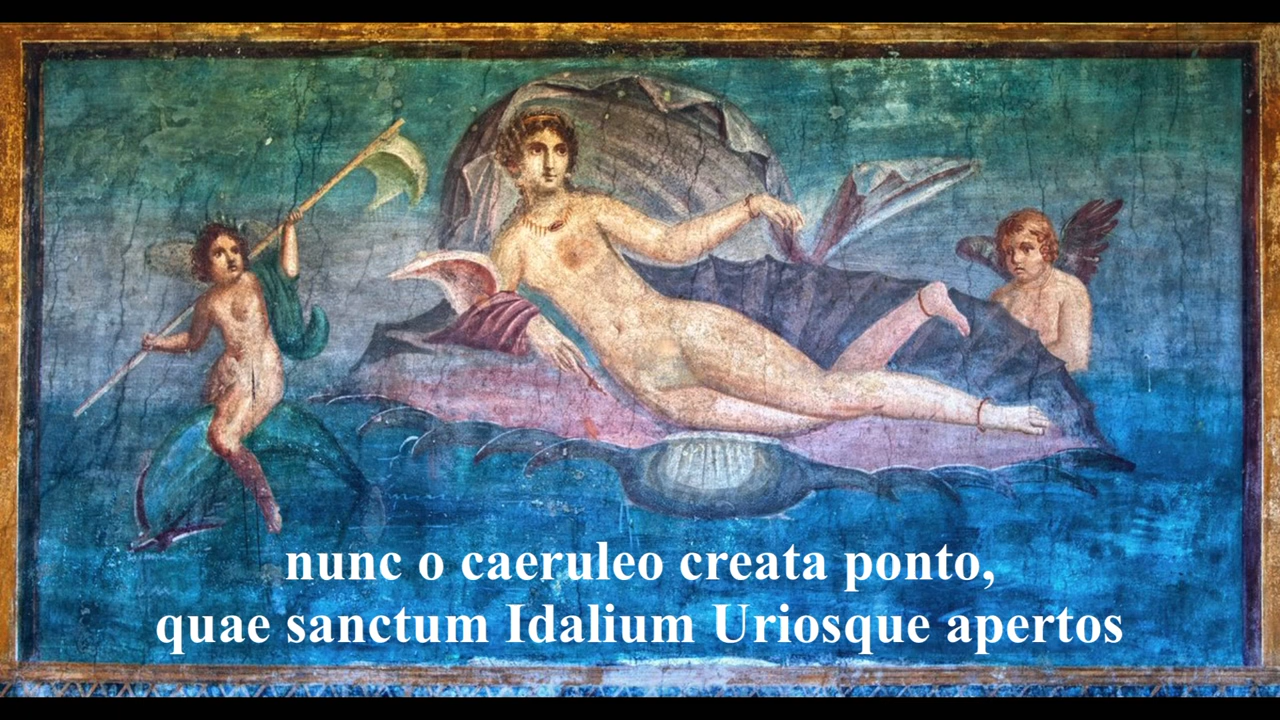 nunc o caeruleo creata ponto,
quae sanctum Idalium Uriosque apertos